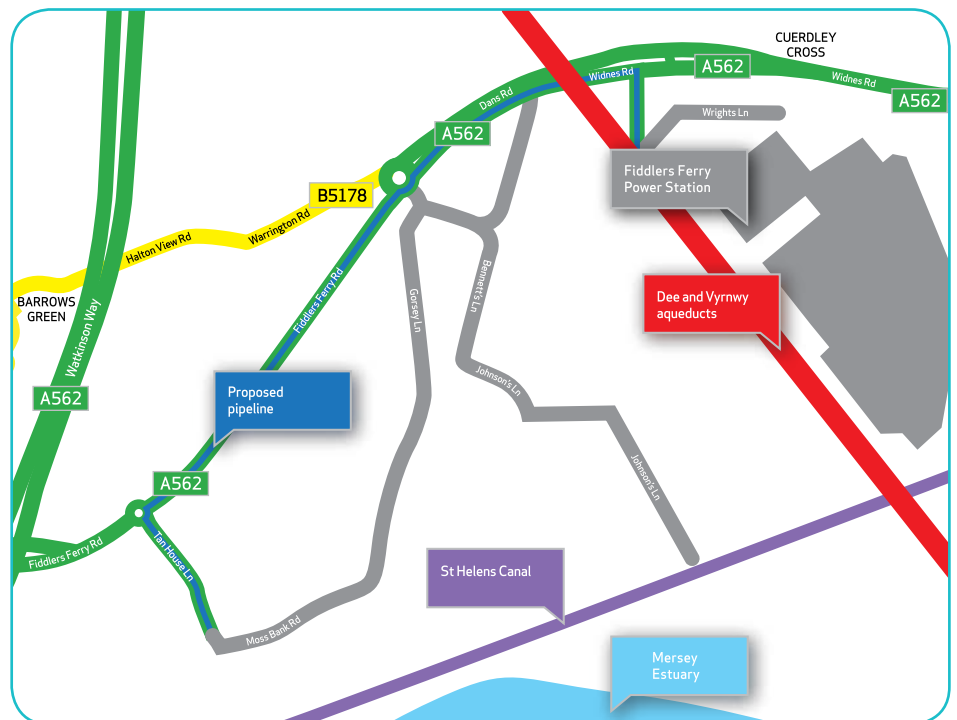 CUERDLEY
CROSS
A562
Widnes Rd
Widnes Rd
A562
Dans Rd
Wrights Ln
A562
Fiddlers Ferry
Power Station
B5178
Warrington Rd
Halton View Rd
BARROWS
GREEN
Watkinson Way
Fiddlers Ferry Rd
Gorsey Ln
Bennett's Ln
Dee and Vyrnwy
aqueducts
A562
Proposed
pipeline
Johnson's Ln
Johnson's Ln
A562
Fiddlers Ferry Rd
Tan House Ln
St Helens Canal
Moss Bank Rd
Mersey
Estuary